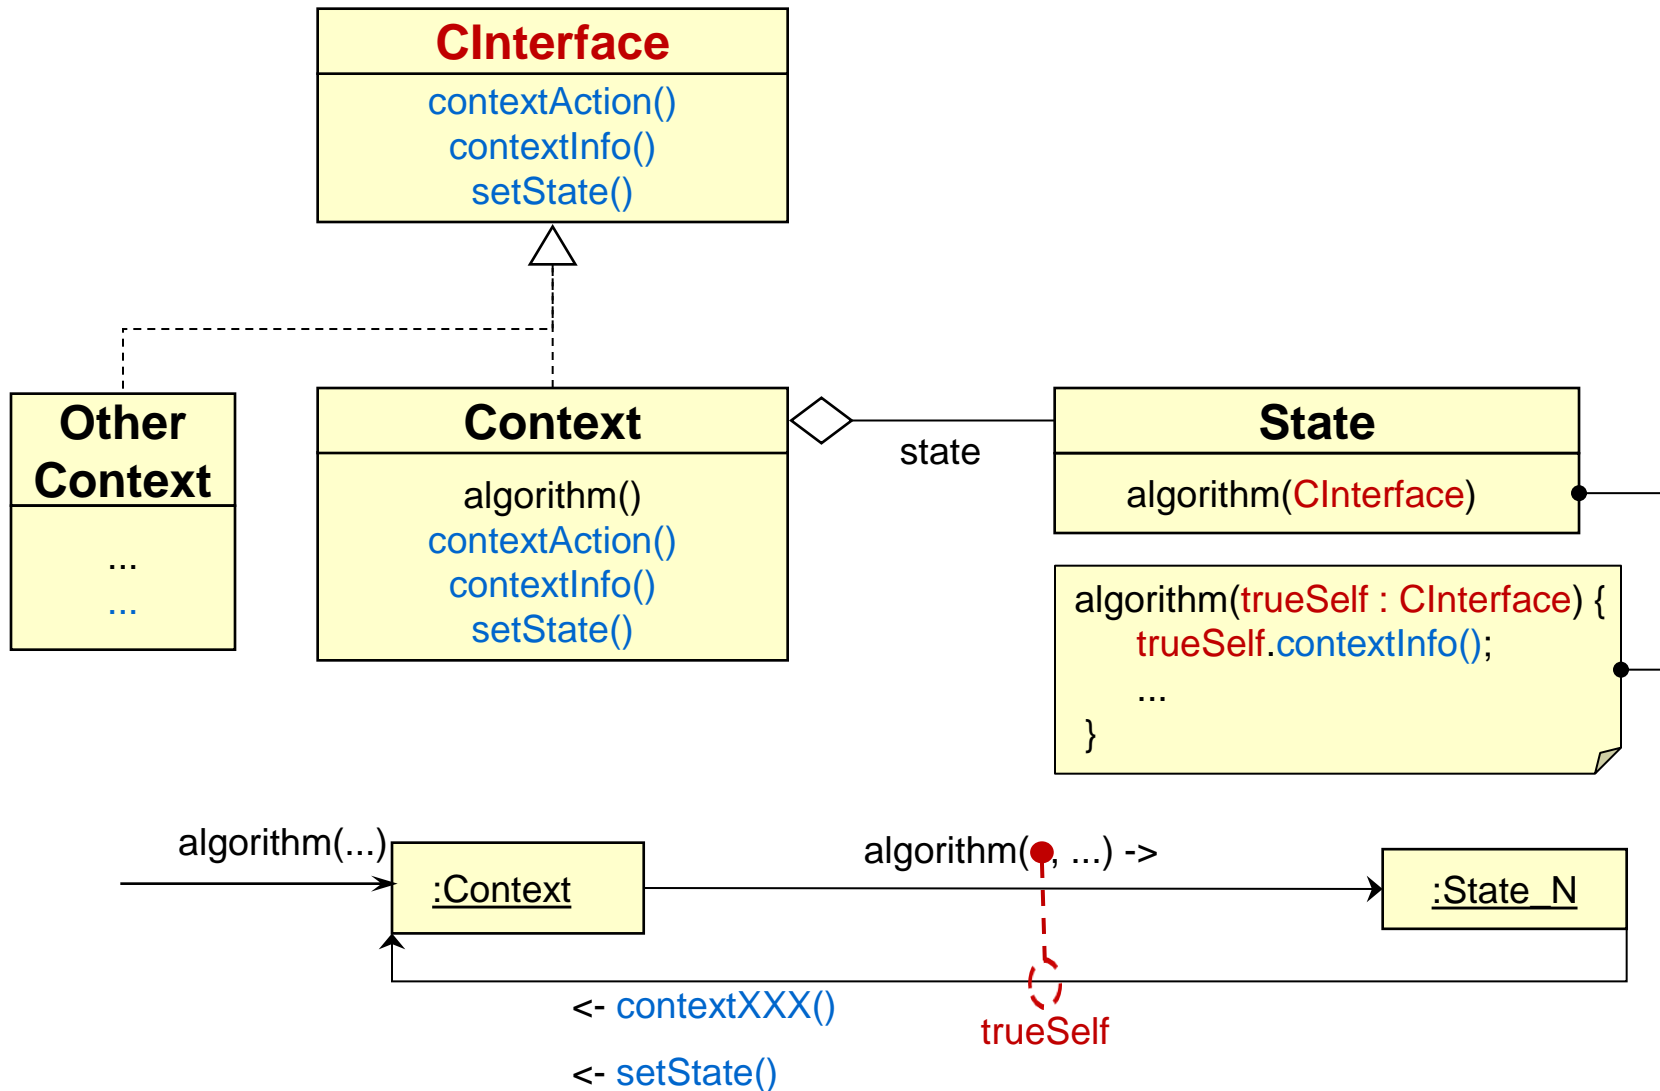 CInterface
contextAction()
contextInfo()
setState()
Other
Context
...
...
Context
algorithm()
contextAction()
contextInfo()
setState()
state
State
algorithm(CInterface)
algorithm(trueSelf : CInterface) {
trueSelf.contextInfo();
...
}
algorithm(...)
:Context
algorithm( , ...) ->
:State_N
<- contextXXX()
trueSelf
<- setState()